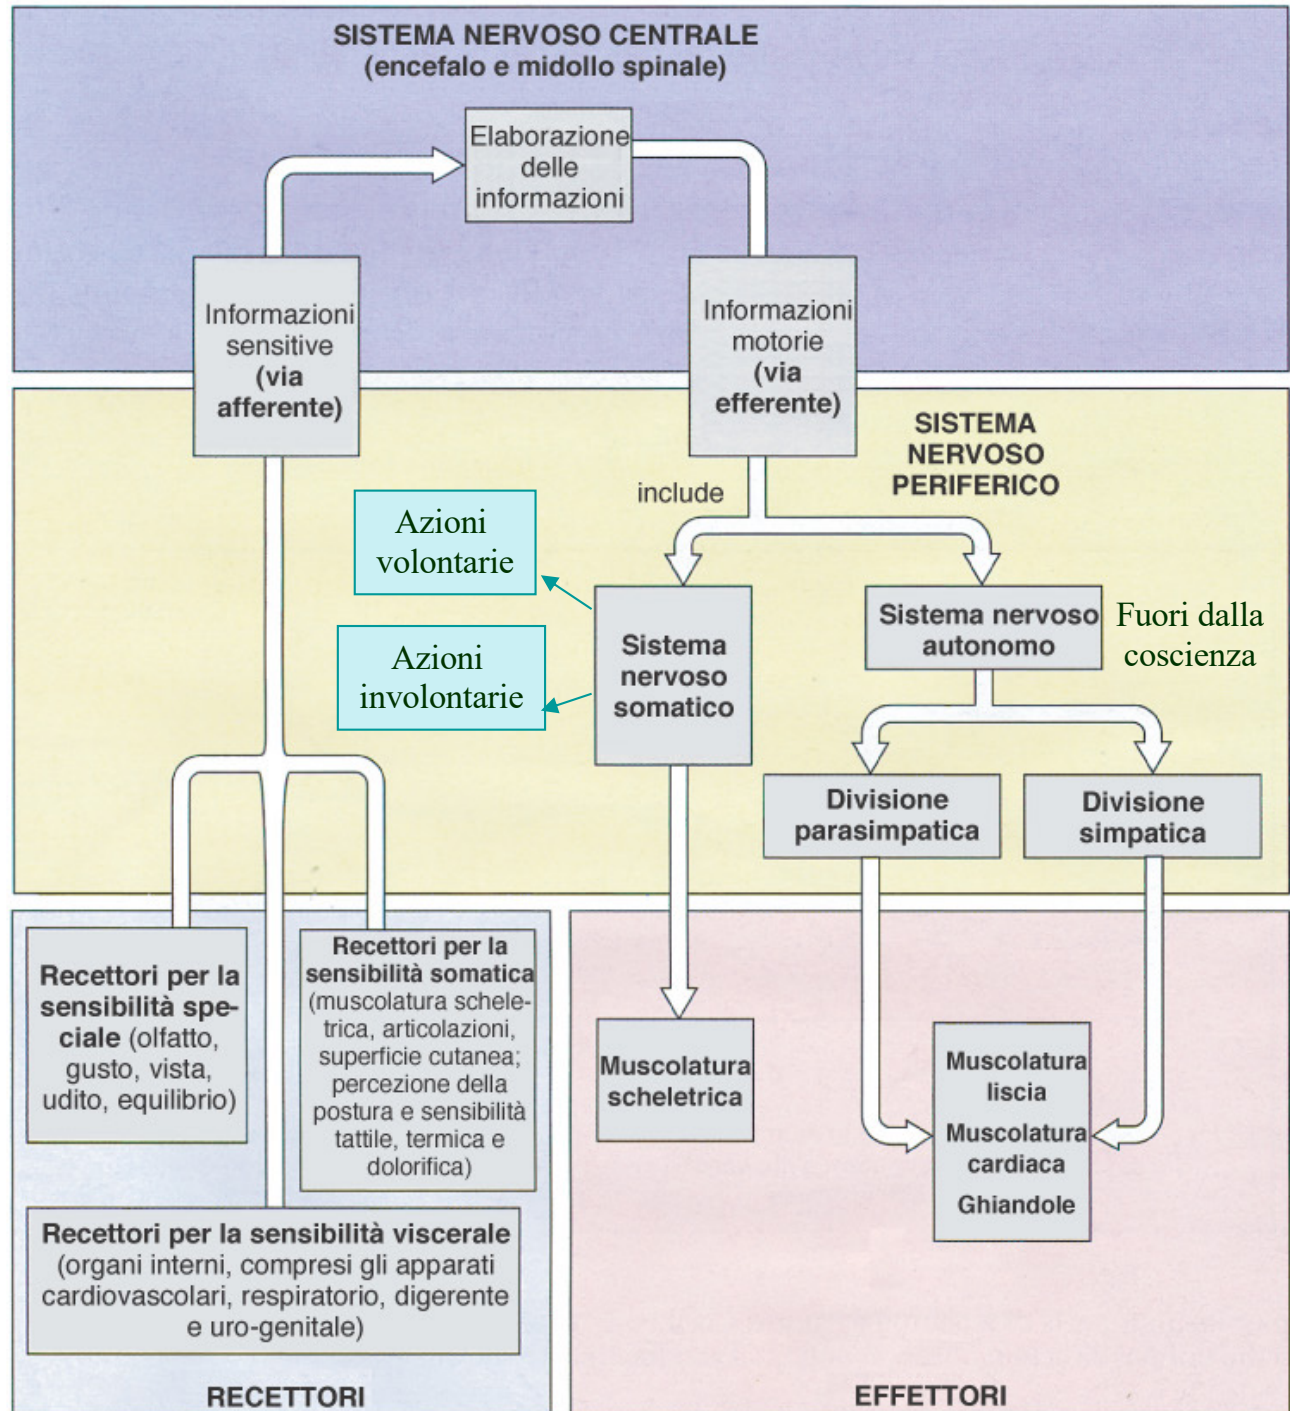 SISTEMA NERVOSO CENTRALE
(encefalo e midollo spinale)
Elaborazione
delle
informazioni
Informazioni
sensitive
(via
afferente)
Informazioni
motorie
(via
efferente)
SISTEMA
NERVOSO
PERIFERICO
include
Azioni
volontarie
Azioni
involontarie
Sistema
nervoso
somatico
Sistema nervoso
autonomo
Fuori dalla
coscienza
Divisione
parasimpatica
Divisione
simpatica
Recettori per la
sensibilità spe-
ciale (olfatto,
gusto, vista,
udito, equilibrio)
Recettori per la
sensibilità somatica
(muscolatura schele-
trica, articolazioni,
superficie cutanea;
percezione della
postura e sensibilità
tattile, termica e
dolorifica)
Recettori per la sensibilità viscerale
(organi interni, compresi gli apparati
cardiovascolari, respiratorio, digerente
e uro-genitale)
RECETTORI
Muscolatura
scheletrica
Muscolatura
liscia
Muscolatura
cardiaca
Ghiandole
EFFETTORI